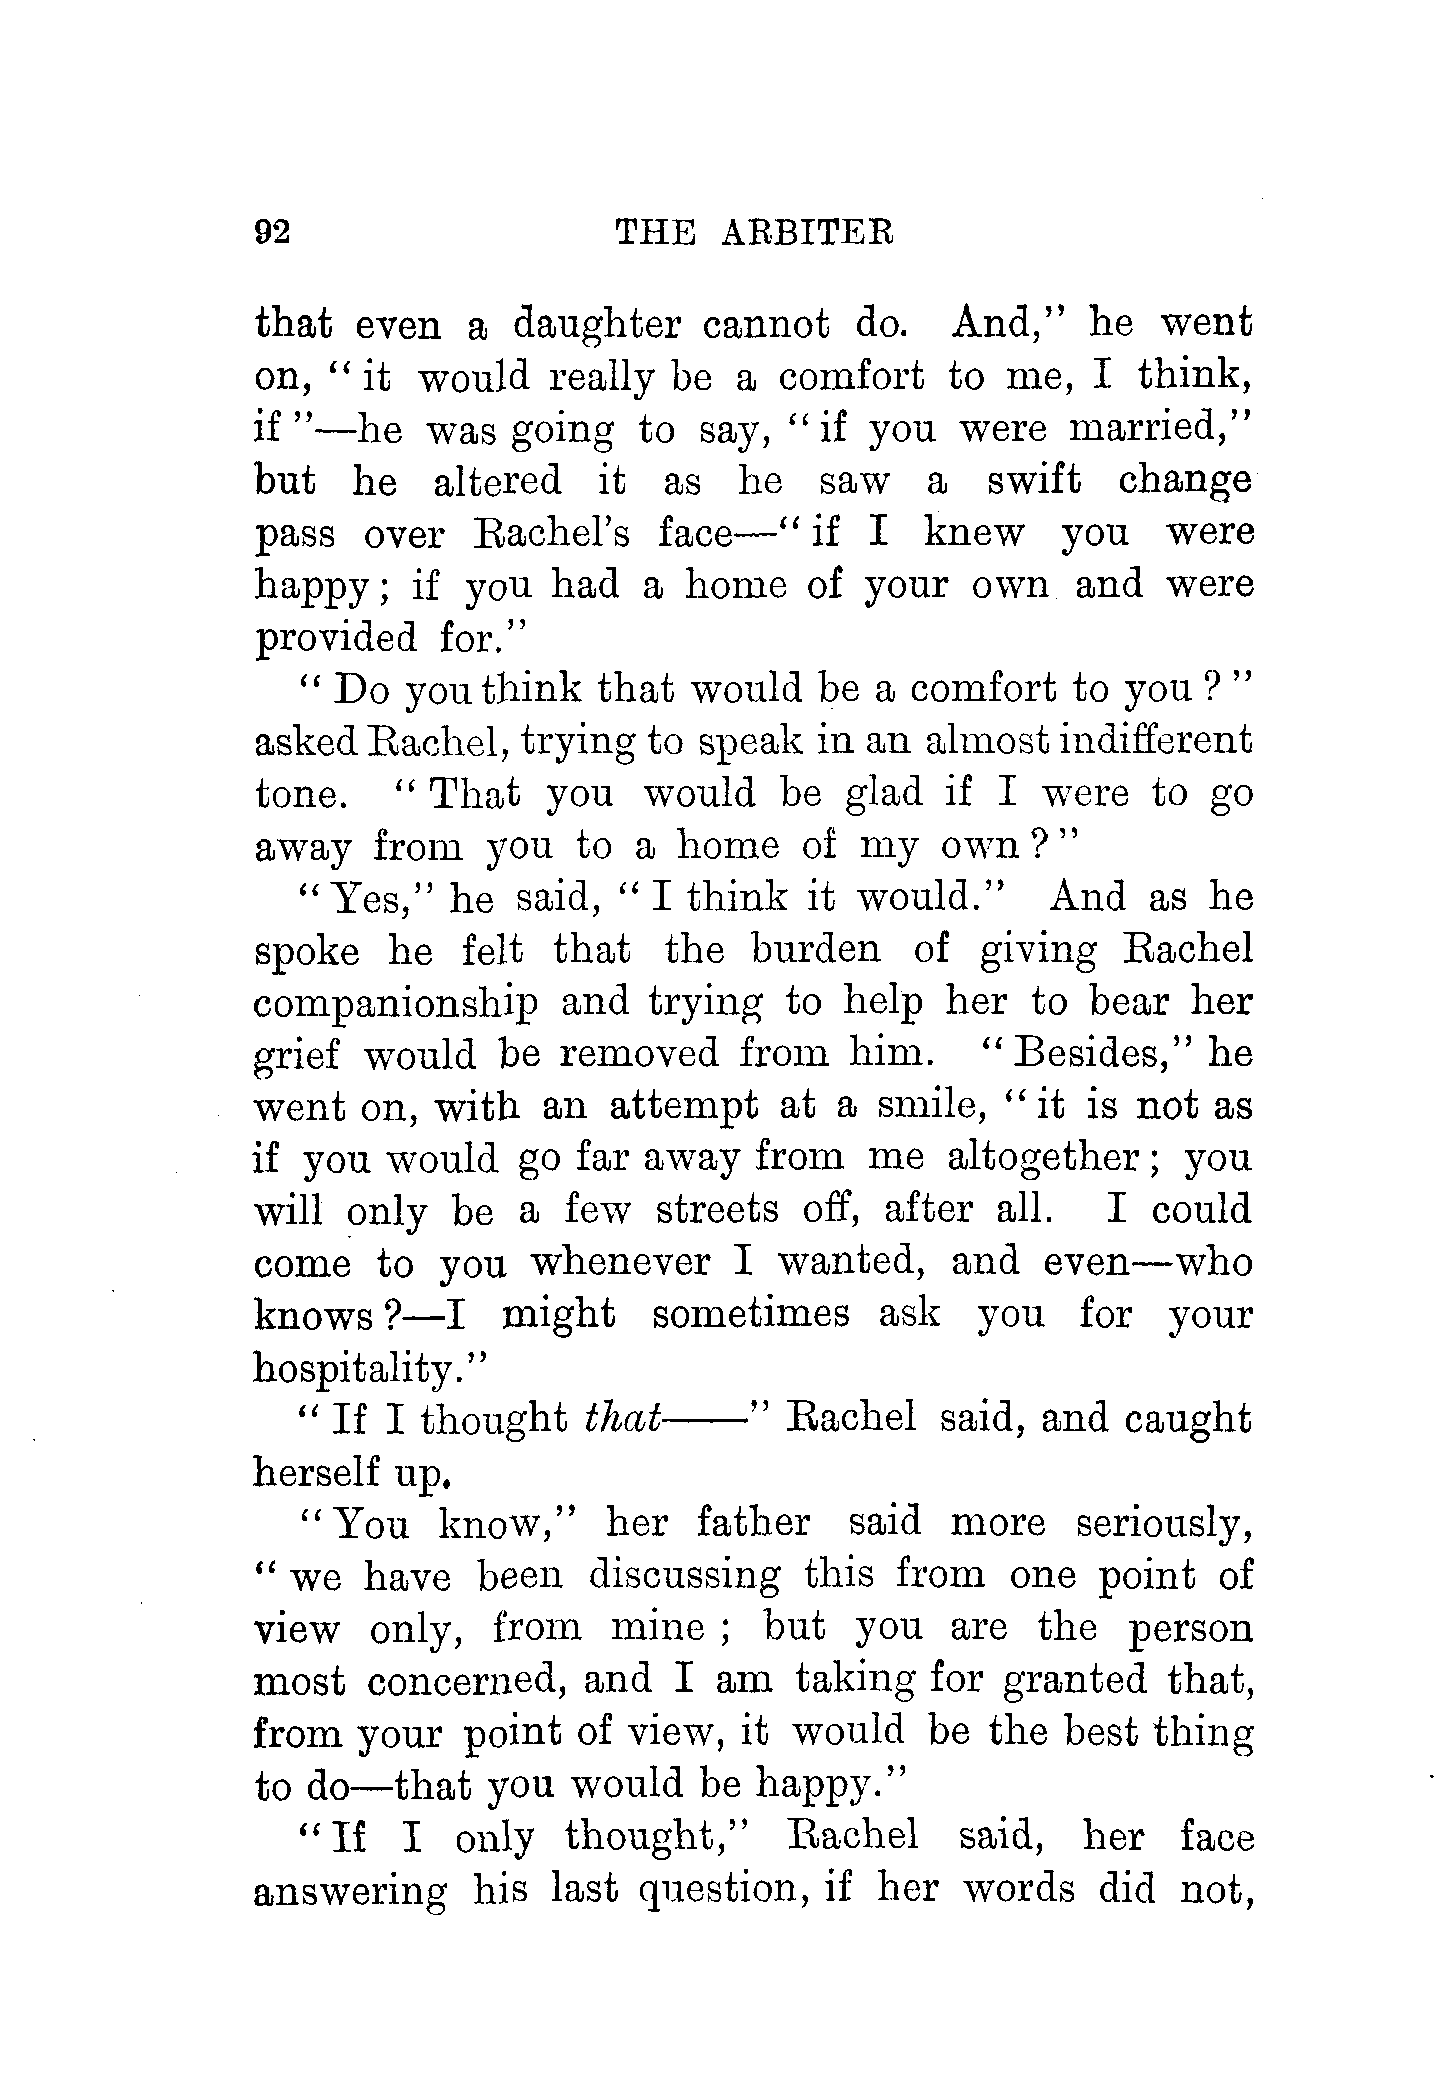 92 THE ARBITER
that even a daughter cannot do. And,” he went
on, “ it would really be a comfort to me, I think,
if ”—he was going to say, “ if you were married,”
but he altered it as he saw a swift change
pass over Rachel’s face—“ if I knew you were
happy ; if you had a home of your own and were
provided for.”
“ Do you think that would be a comfort to you ? ”
asked Rachel, trying to speak in an almost indifferent
tone. “ That you would be glad if I were to go
away from you to a home of my own ? ”
“ Yes,” he said, “ I think it would.” And as he
spoke he felt that the burden of giving Rachel
companionship and trying to help her to bear her
grief would be removed from him. “ Besides,” he
went on, with an attempt at a smile, “ it is not as
if you would go far away from me altogether ; you
will only be a few streets off, after all. I could
come to you whenever I wanted, and even—who
knows ?—I might sometimes ask you for your
hospitality.”
“ If I thought that——” Rachel said, and caught
herself up.
“ You know,” her father said more seriously,
“ we have been discussing this from one point of
view only, from mine ; but you are the person
most concerned, and I am taking for granted that,
from your point of view, it would be the best thing
to do—that you would be happy.”
“ If I only thought,” Rachel said, her face
answering his last question, if her words did not,